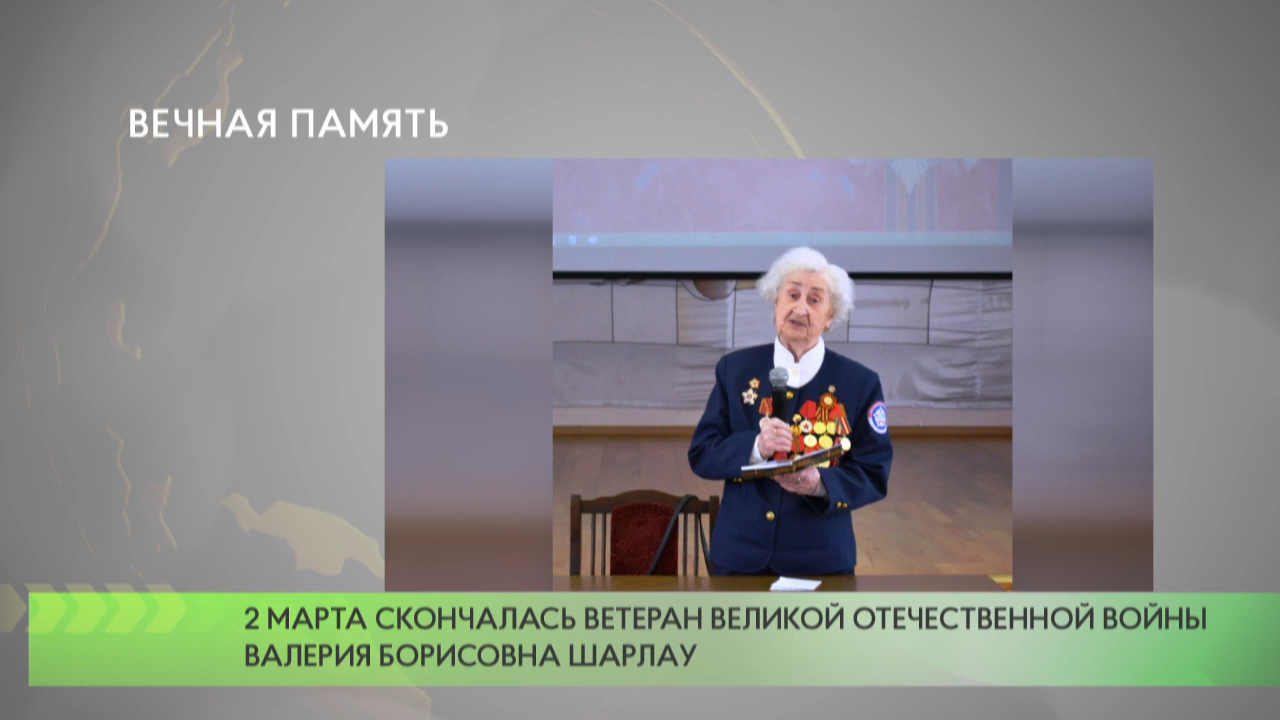 ВЕЧНАЯ ПАМЯТЬ
2 МАРТА СКОНЧАЛАСЬ ВЕТЕРАН ВЕЛИКОЙ ОТЕЧЕСТВЕННОЙ ВОЙНЫ
ВАЛЕРИЯ БОРИСОВНА ШАРЛАУ